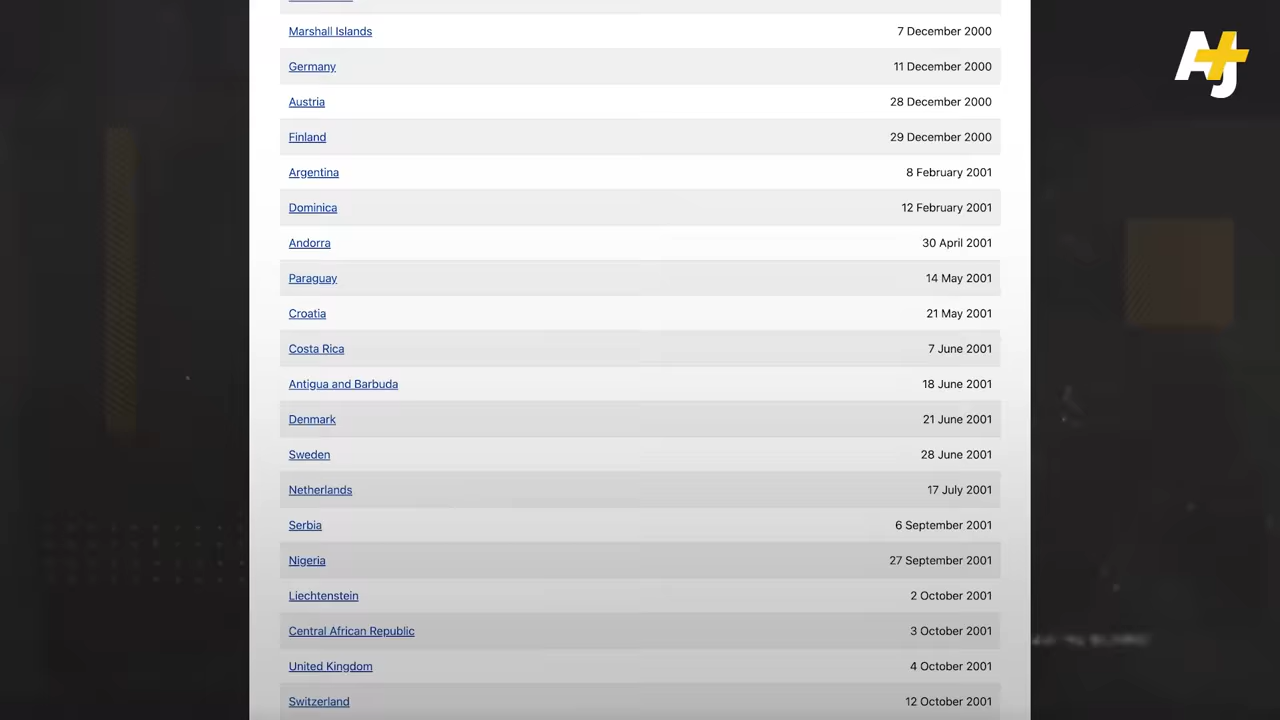 Marshall Islands 7 December 2000
Germany 11 December 2000
Austria 28 December 2000
Finland 29 December 2000
Argentina 8 February 2001
Dominica 12 February 2001
Andorra 30 April 2001
Paraguay 14 May 2001
Croatia 21 May 2001
Costa Rica 7 June 2001
Antigua and Barbuda 18 June 2001
Denmark 21 June 2001
Sweden 28 June 2001
Netherlands 17 July 2001
Serbia 6 September 2001
Nigeria 27 September 2001
Liechtenstein 2 October 2001
Central African Republic 3 October 2001
United Kingdom 4 October 2001
Switzerland 12 October 2001
AJ+